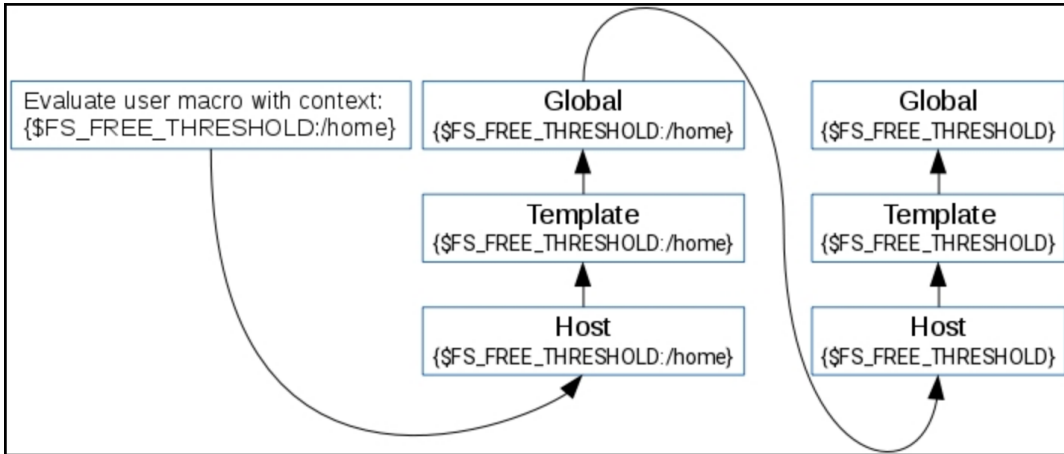 Evaluate user macro with context:
{$FS_FREE_THRESHOLD:/home}
Global
{$FS_FREE_THRESHOLD:/home}
Template
{$FS_FREE_THRESHOLD:/home}
Host
{$FS_FREE_THRESHOLD:/home}
Global
{$FS_FREE_THRESHOLD}
Template
{$FS_FREE_THRESHOLD}
Host
{$FS_FREE_THRESHOLD}